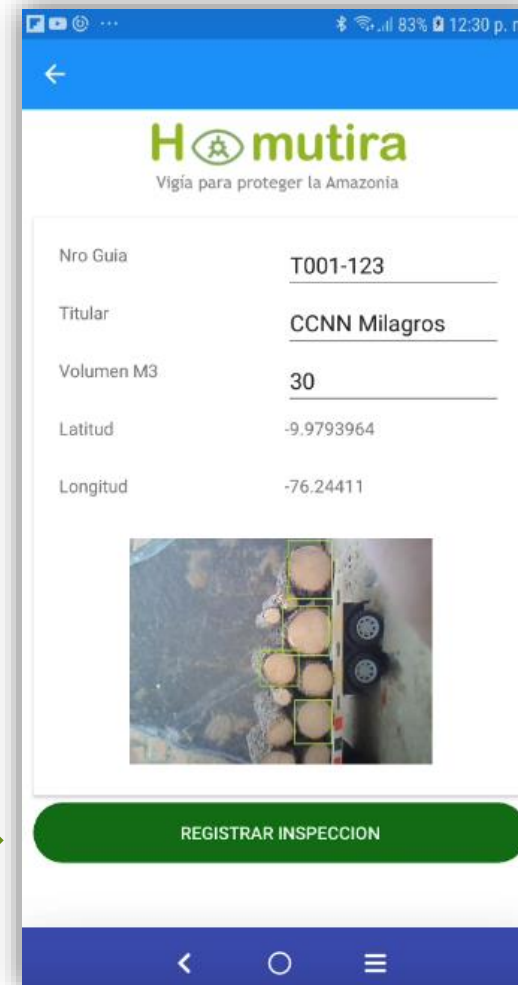 83% 12:30 p. m
Homutira
Vigía para proteger la Amazonia
Nro Guia T001-123
Titular CCNN Milagros
Volumen M3 30
Latitud -9.9793964
Longitud -76.24411
REGISTRAR INSPECCION